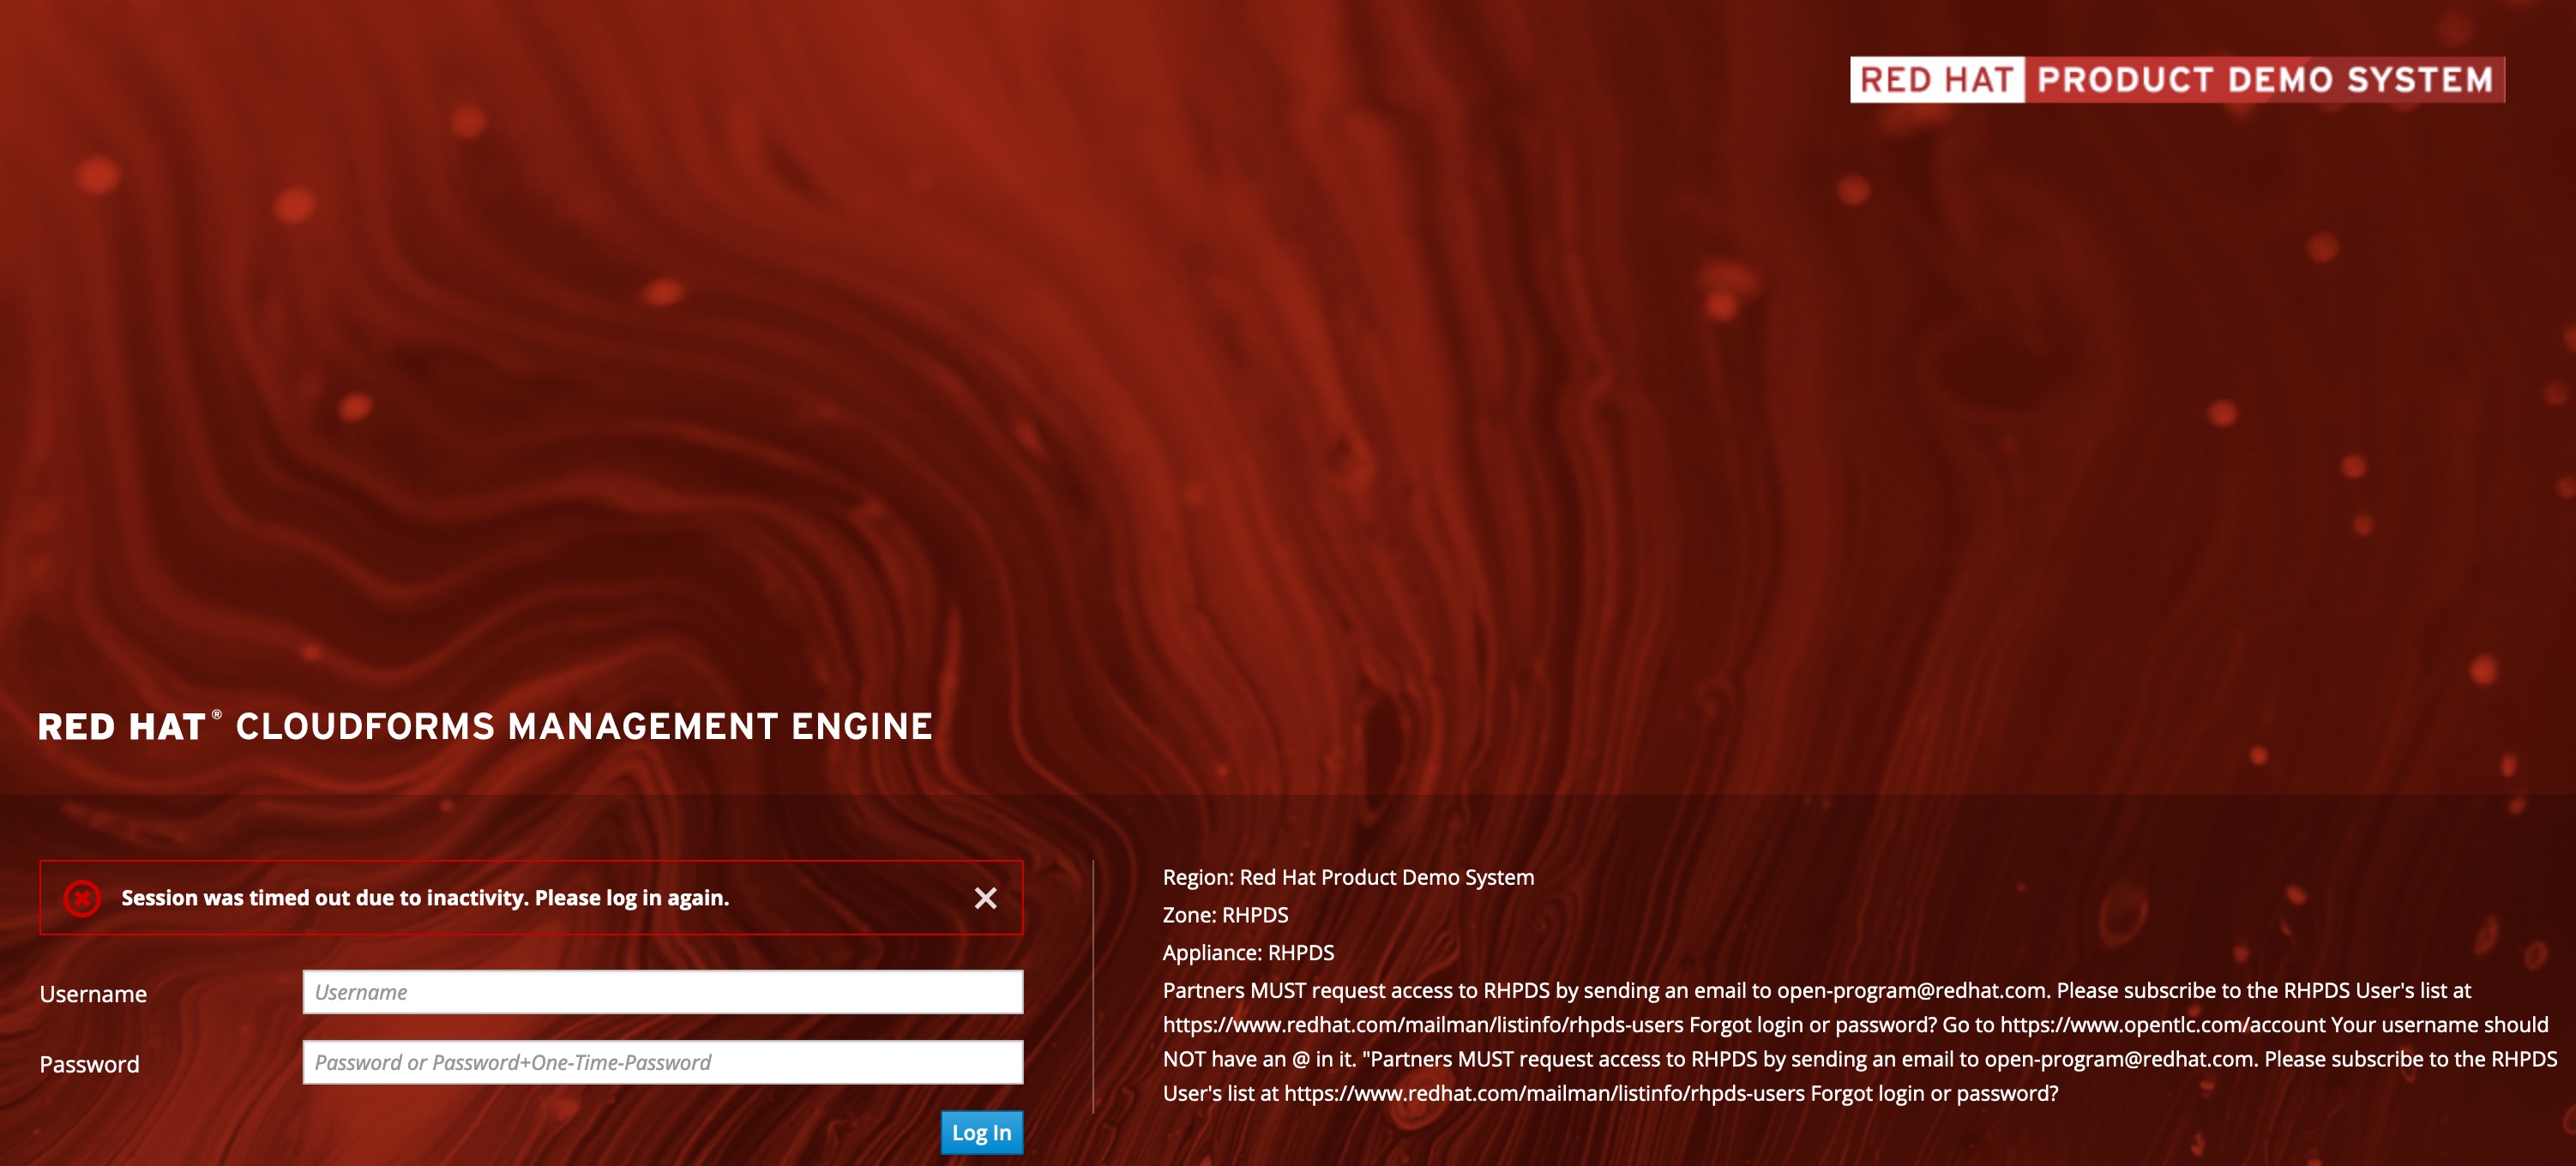 RED HAT PRODUCT DEMO SYSTEM
RED HAT® CLOUDFORMS MANAGEMENT ENGINE
Session was timed out due to inactivity. Please log in again.
Username
Username
Password
Password or Password+One-Time-Password
Log In
Region: Red Hat Product Demo System
Zone: RHPDS
Appliance: RHPDS
Partners MUST request access to RHPDS by sending an email to open-program@redhat.com. Please subscribe to the RHPDS User's list at
https://www.redhat.com/mailman/listinfo/rhpds-users Forgot login or password? Go to https://www.opentlc.com/account Your username should
NOT have an @ in it. "Partners MUST request access to RHPDS by sending an email to open-program@redhat.com. Please subscribe to the RHPDS
User's list at https://www.redhat.com/mailman/listinfo/rhpds-users Forgot login or password?